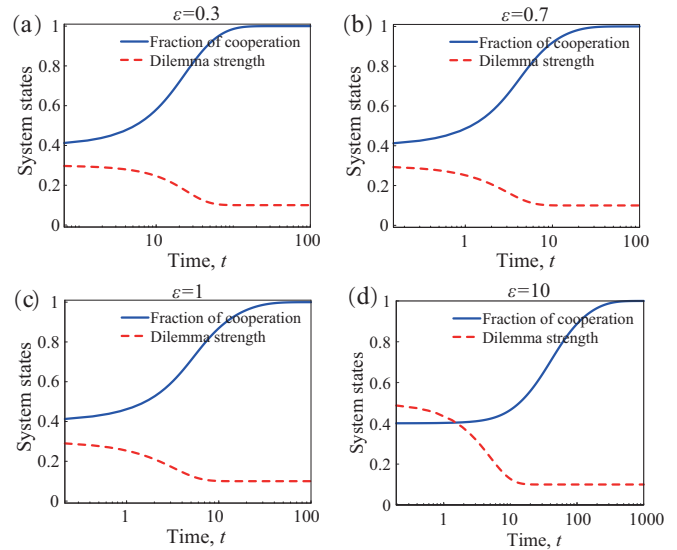 (a)
ε=0.3
1
0.8
0.6
0.4
0.2
0
System states
Fraction of cooperation
Dilemma strength
10
100
Time, t
(b)
ε=0.7
1
0.8
0.6
0.4
0.2
0
System states
Fraction of cooperation
Dilemma strength
1
10
100
Time, t
(c)
ε=1
1
0.8
0.6
0.4
0.2
0
System states
Fraction of cooperation
Dilemma strength
1
10
100
Time, t
(d)
ε=10
1
0.8
0.6
0.4
0.2
0
System states
Fraction of cooperation
Dilemma strength
1
10
100
1000
Time, t